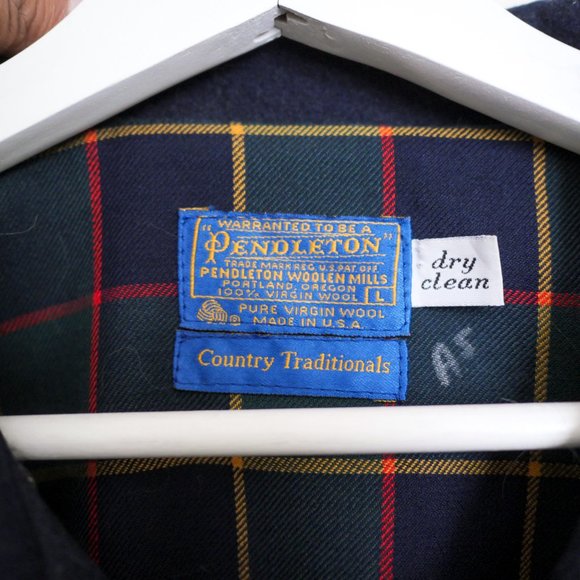 "WARRANTED TO BE A
PENDLETON"
TRADE MARK REG. U.S. PAT. OFF.
PENDLETON WOOLEN MILLS
PORTLAND, OREGON
100% VIRGIN WOOL L
PURE VIRGIN WOOL
MADE IN U.S.A.
Country Traditionals
dry
clean
A5